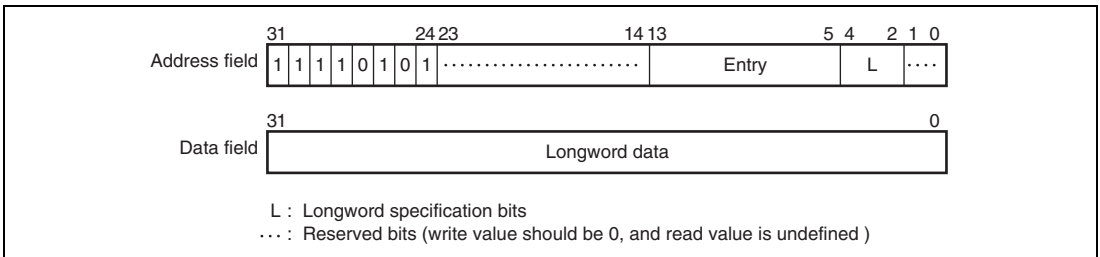 31 24 23 14 13 5 4 2 1 0
Address field 1 1 1 1 0 1 0 1 ························ Entry L ····
31 0
Data field Longword data
L : Longword specification bits
··· : Reserved bits (write value should be 0, and read value is undefined )